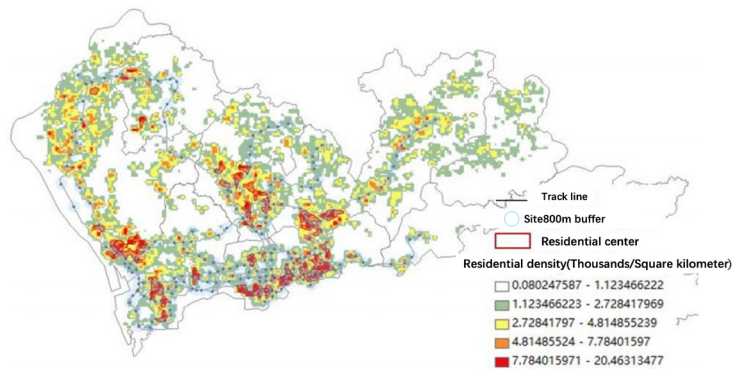 Track line
Site800m buffer
Residential center
Residential density(Thousands/Square kilometer)
0.080247587 - 1.123466222
1.123466223 - 2.728417969
2.72841797 - 4.814855239
4.81485524 - 7.78401597
7.784015971 - 20.46313477